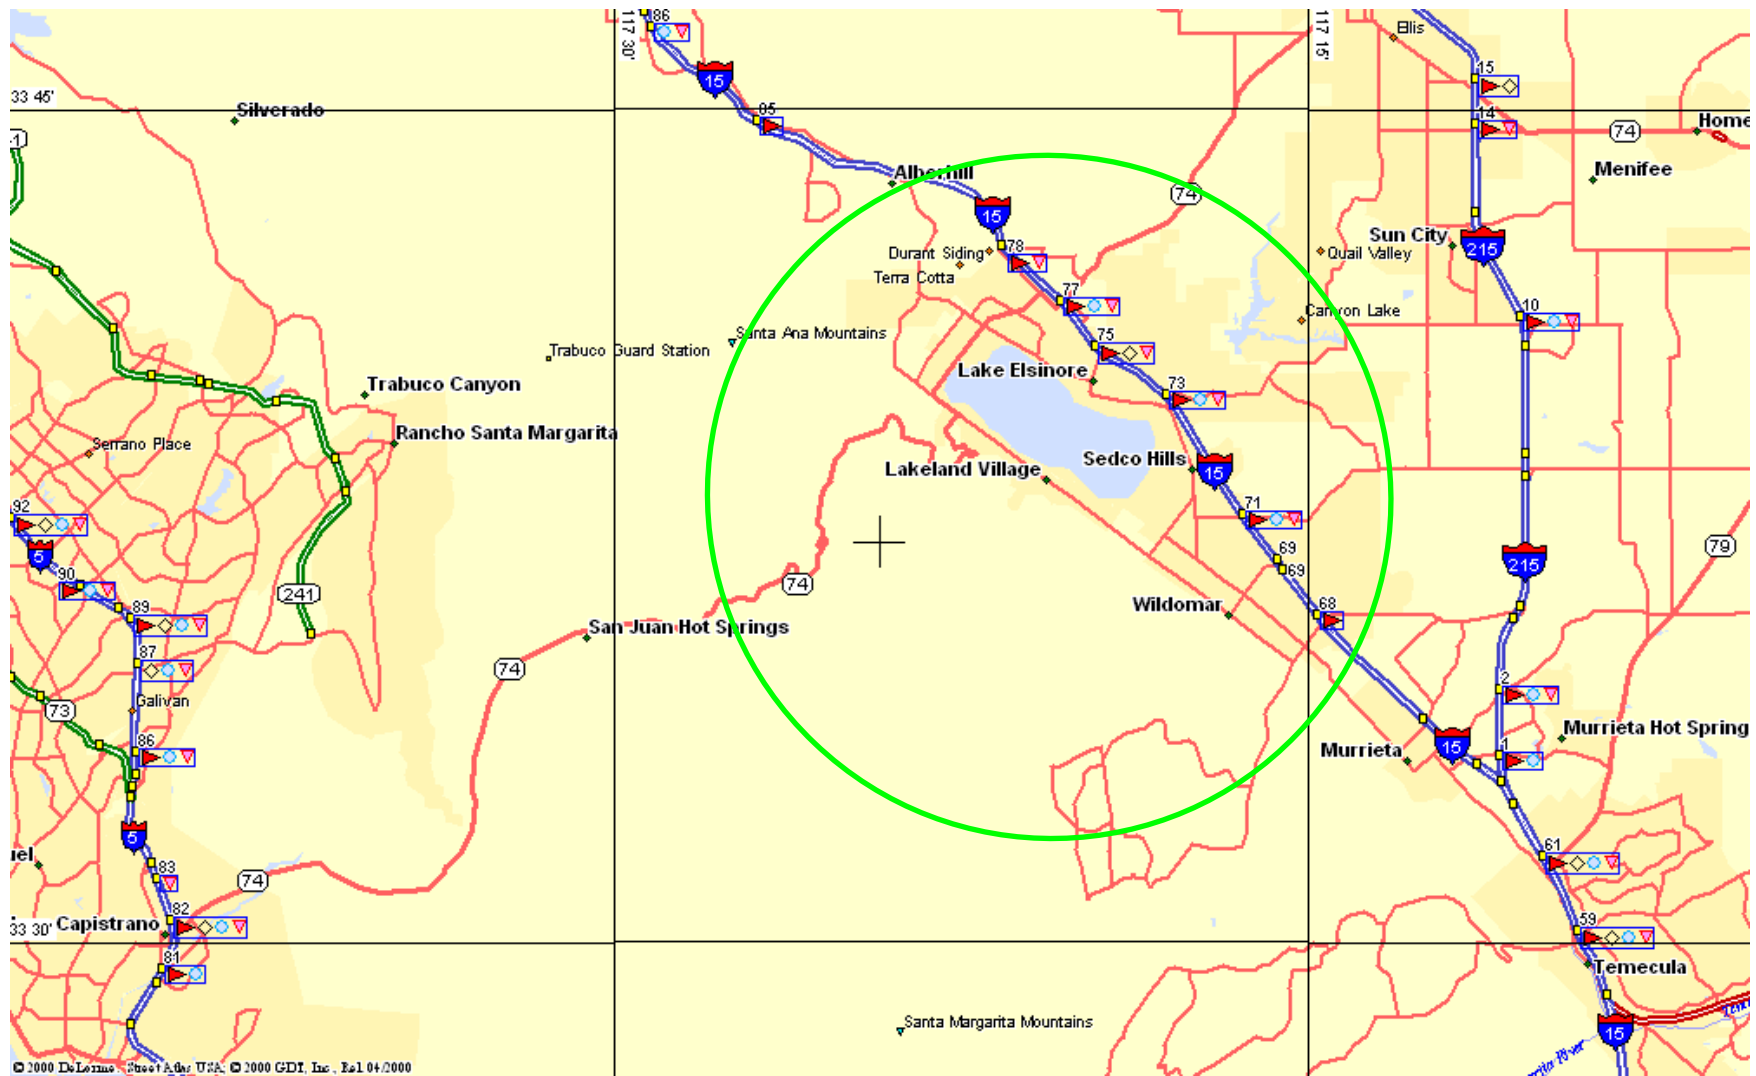 86
117 30'
117 15'
Ellis
15
15
33 45'
Silverado
85
14
74
Home
Alberhill
Menifee
74
15
Sun City
215
78
Durant Siding
Quail Valley
Terra Cotta
77
10
Canyon Lake
Santa Ana Mountains
75
Trabuco Guard Station
Lake Elsinore
Trabuco Canyon
73
Rancho Santa Margarita
Serrano Place
Sedco Hills
Lakeland Village
15
92
71
5
69
79
69
215
90
74
241
89
Wildomar
68
San Juan Hot Springs
87
74
2
Galivan
73
Murrieta Hot Spring
86
15
Murrieta
1
5
uel
83
61
74
82
33 30'
Capistrano
59
81
Temecula
Santa Margarita Mountains
15
© 2000 DeLorme. Street Atlas USA; © 2000 GDT, Inc., Rel. 04/2000